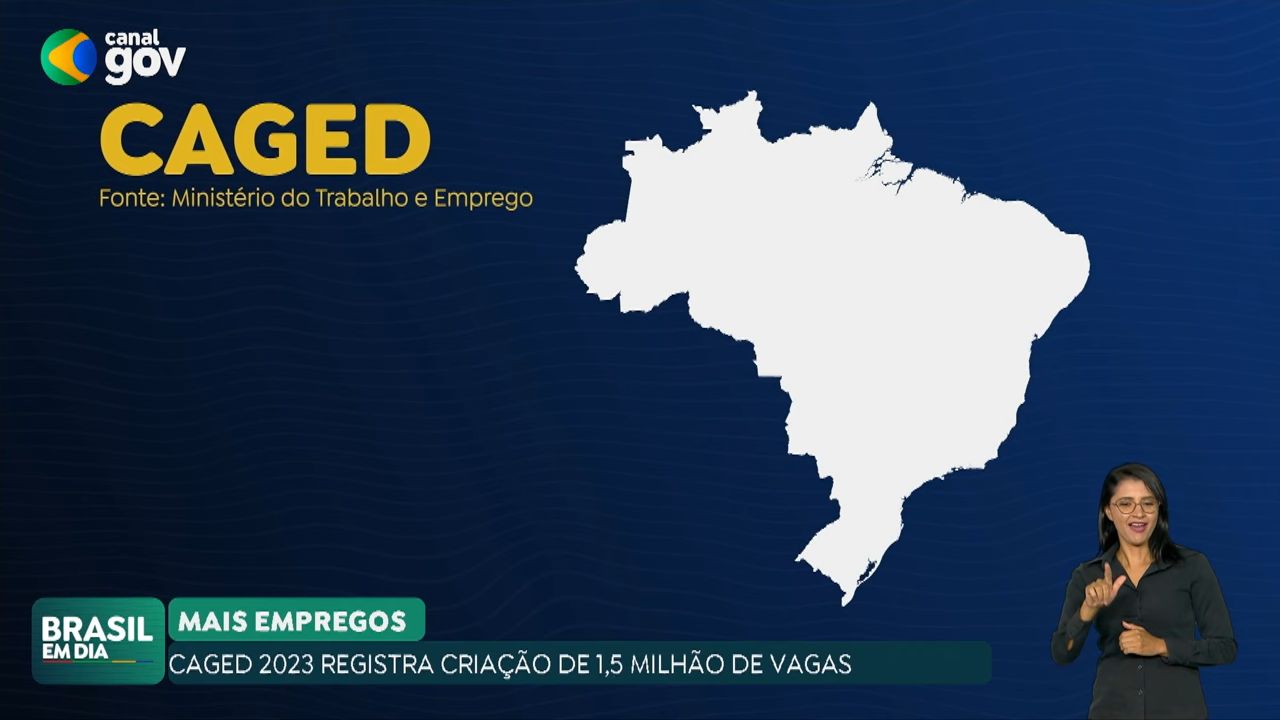 canal
gov
CAGED
Fonte: Ministério do Trabalho e Emprego
BRASIL
EM DIA
MAIS EMPREGOS
CAGED 2023 REGISTRA CRIAÇÃO DE 1,5 MILHÃO DE VAGAS